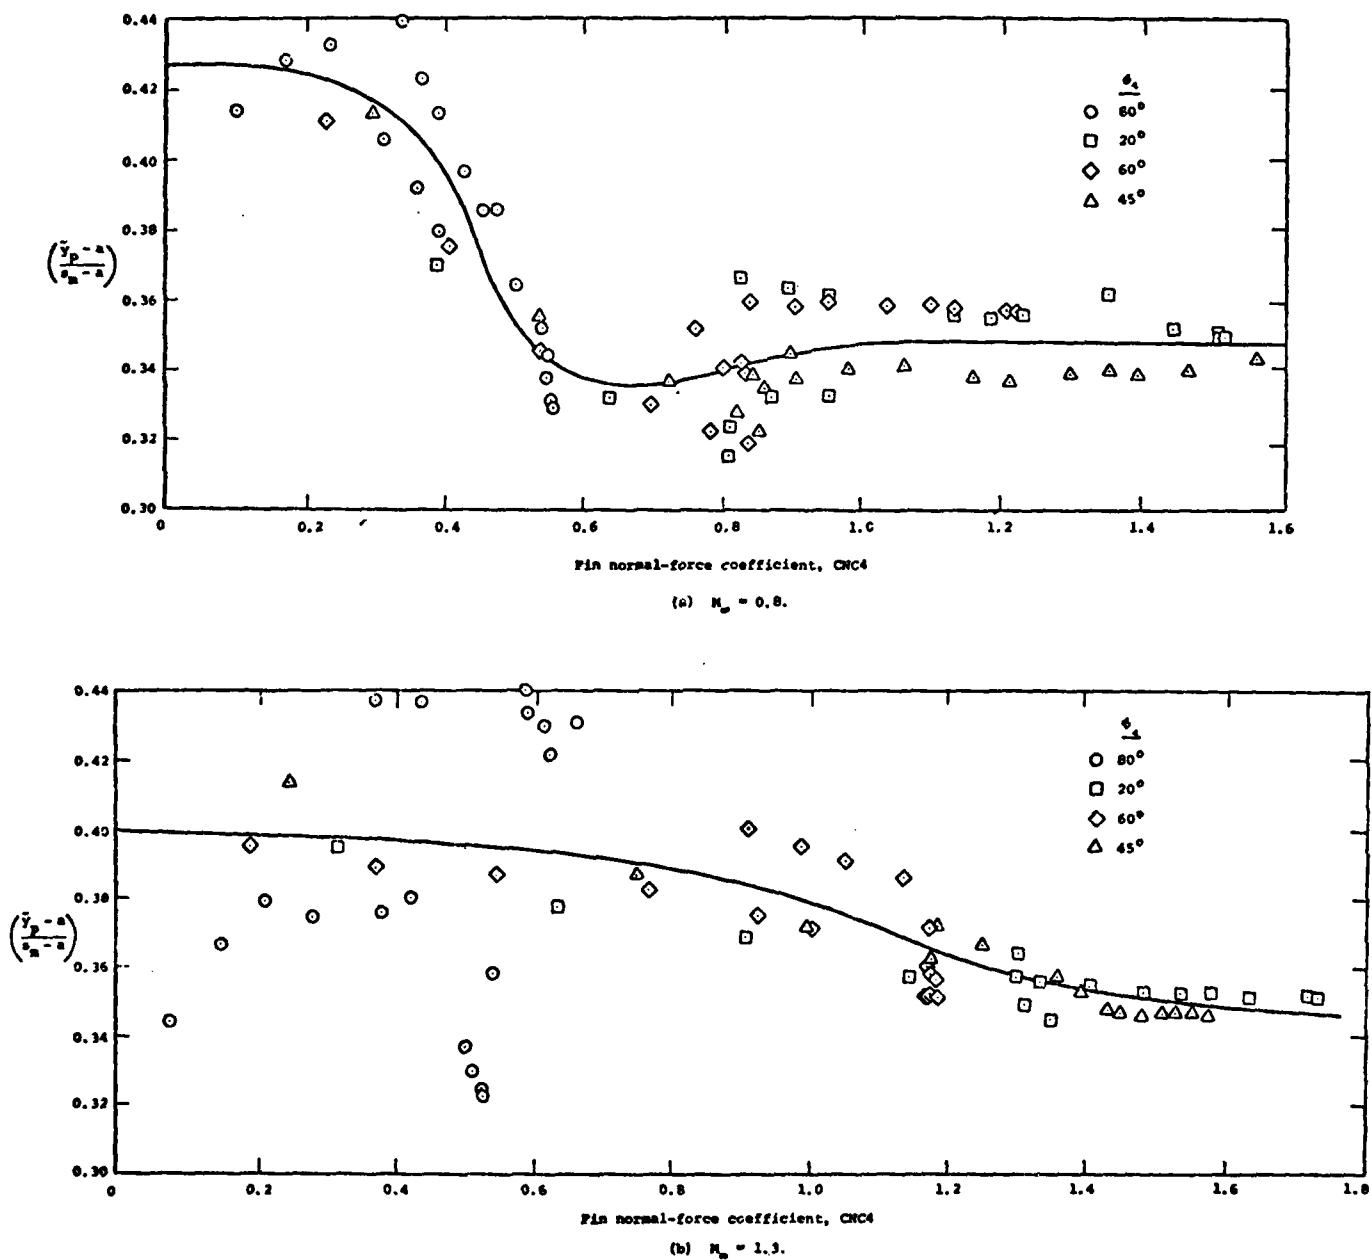 0.44
0.42
0.40
0.38
0.36
0.34
0.32
0.30
(ȳp - a / sm - a)
ϕ4
○ 80°
□ 20°
◇ 60°
△ 45°
0 0.2 0.4 0.6 0.8 1.0 1.2 1.4 1.6
Fin normal-force coefficient, CNC4
(a) M∞ = 0.8.
0.44
0.42
0.40
0.38
0.36
0.34
0.32
0.30
(ȳp - a / sm - a)
ϕ4
○ 80°
□ 20°
◇ 60°
△ 45°
0 0.2 0.4 0.6 0.8 1.0 1.2 1.4 1.6 1.8
Fin normal-force coefficient, CNC4
(b) M∞ = 1.3.